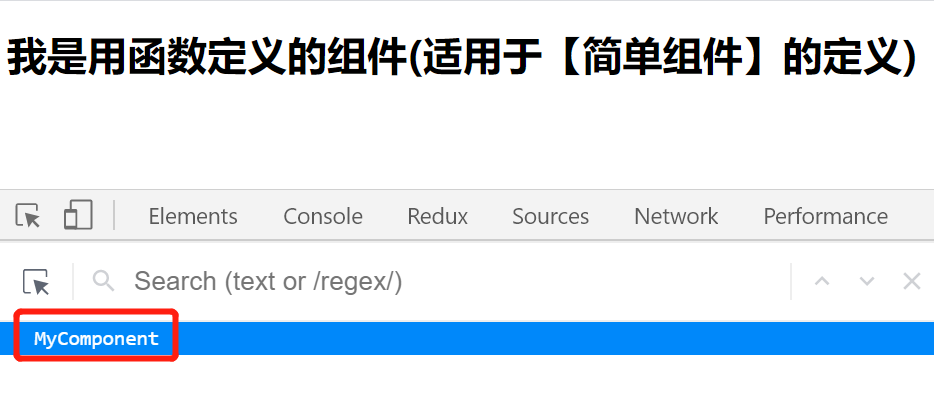 我是用函数定义的组件(适用于【简单组件】的定义)
Elements Console Redux Sources Network Performance
Search (text or /regex/)
MyComponent